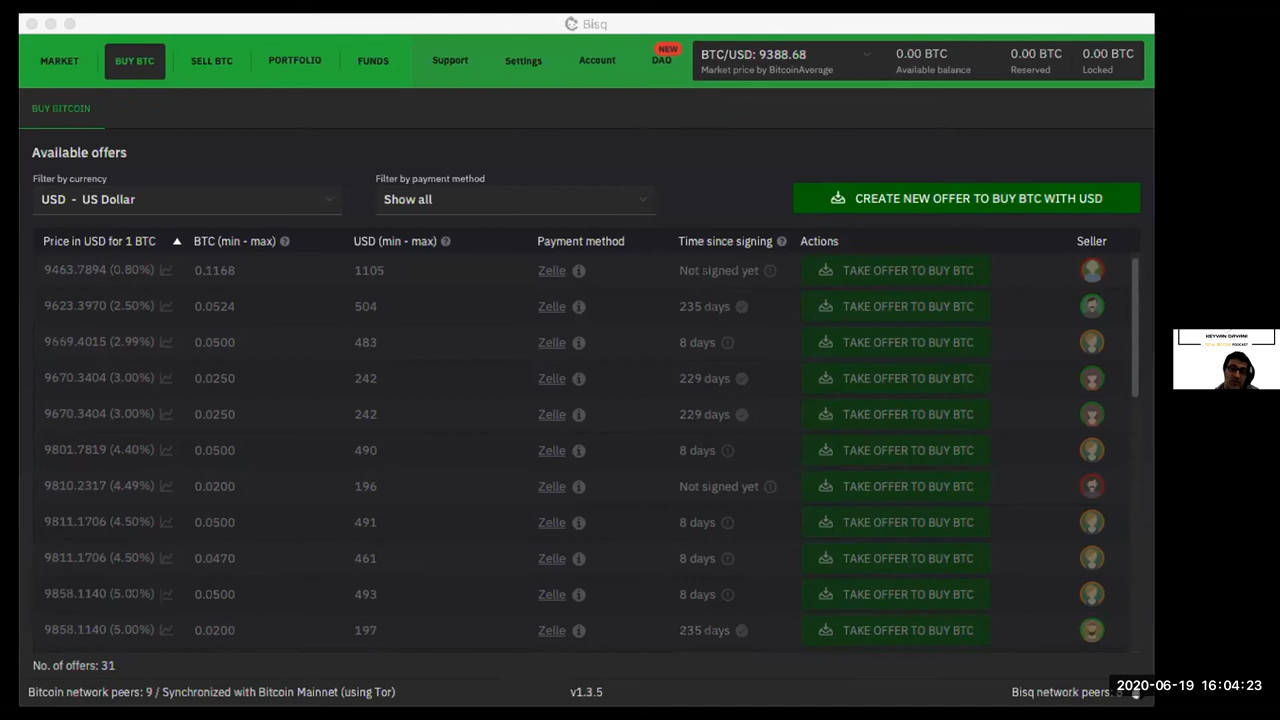 Bisq
MARKET BUY BTC SELL BTC PORTFOLIO FUNDS Support Settings Account NEW DAO
BTC/USD: 9388.68 0.00 BTC 0.00 BTC 0.00 BTC
Market price by BitcoinAverage Available balance Reserved Locked
BUY BITCOIN
Available offers
Filter by currency Filter by payment method
USD - US Dollar Show all CREATE NEW OFFER TO BUY BTC WITH USD
Price in USD for 1 BTC BTC (min - max) USD (min - max) Payment method Time since signing Actions Seller
9463.7894 (0.80%) 0.1168 1105 Zelle Not signed yet TAKE OFFER TO BUY BTC
9623.3970 (2.50%) 0.0524 504 Zelle 235 days TAKE OFFER TO BUY BTC
KEYVAN DAVANI
TOTAL BITCOIN PODCAST
9669.4015 (2.99%) 0.0500 483 Zelle 8 days TAKE OFFER TO BUY BTC
9670.3404 (3.00%) 0.0250 242 Zelle 229 days TAKE OFFER TO BUY BTC
9670.3404 (3.00%) 0.0250 242 Zelle 229 days TAKE OFFER TO BUY BTC
9801.7819 (4.40%) 0.0500 490 Zelle 8 days TAKE OFFER TO BUY BTC
9810.2317 (4.49%) 0.0200 196 Zelle Not signed yet TAKE OFFER TO BUY BTC
9811.1706 (4.50%) 0.0500 491 Zelle 8 days TAKE OFFER TO BUY BTC
9811.1706 (4.50%) 0.0470 461 Zelle 8 days TAKE OFFER TO BUY BTC
9858.1140 (5.00%) 0.0500 493 Zelle 8 days TAKE OFFER TO BUY BTC
9858.1140 (5.00%) 0.0200 197 Zelle 235 days TAKE OFFER TO BUY BTC
No. of offers: 31
Bitcoin network peers: 9 / Synchronized with Bitcoin Mainnet (using Tor) v1.3.5 Bisq network peers:
2020-06-19 16:04:23